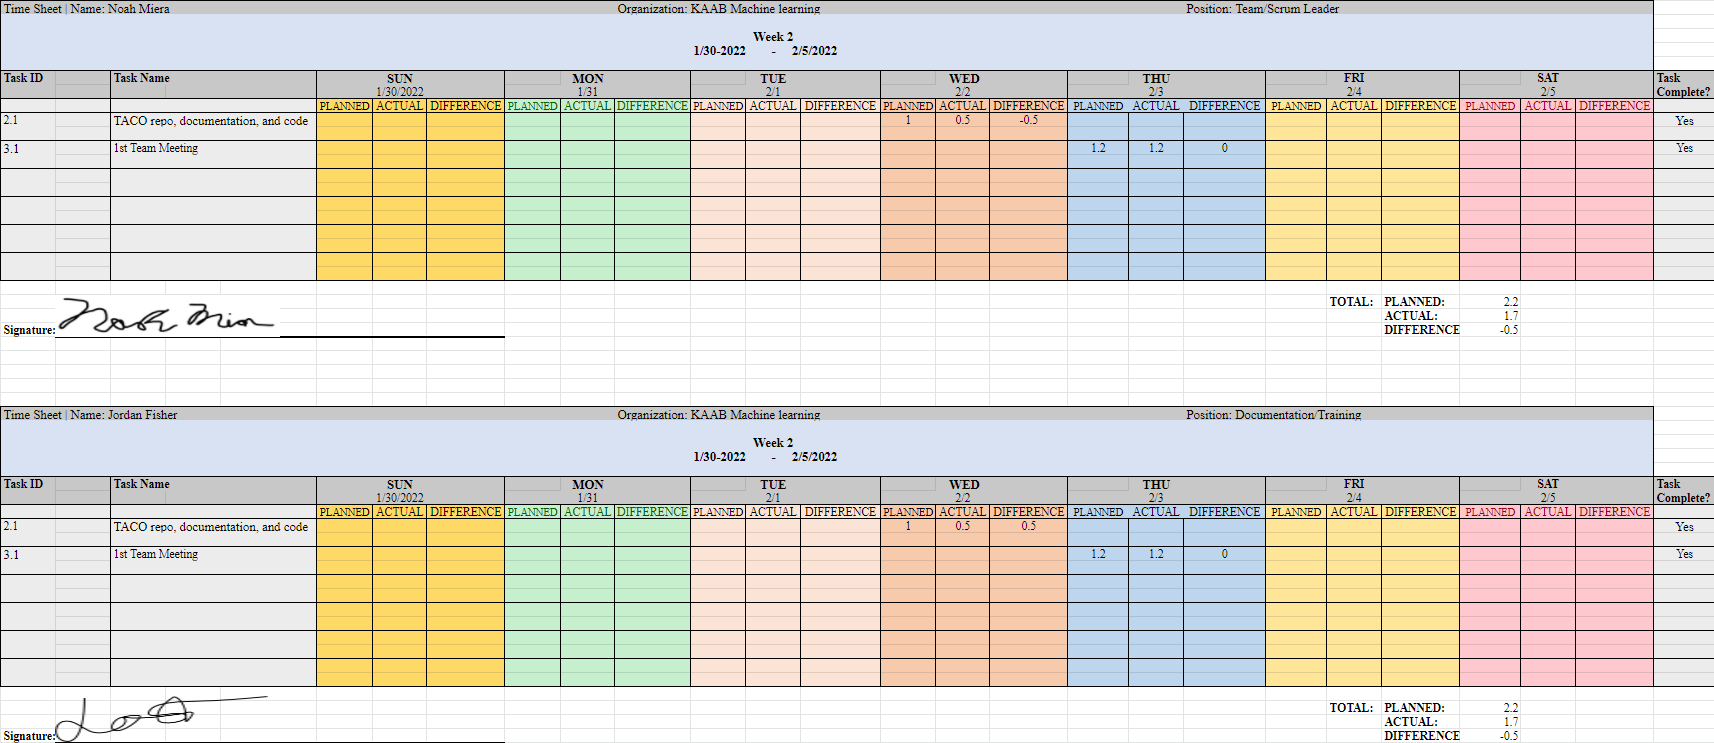 Time Sheet | Name: Noah Miera Organization: KAAB Machine learning Position: Team/Scrum Leader
Week 2
1/30-2022 - 2/5/2022
Task ID Task Name SUN MON TUE WED THU FRI SAT Task
1/30/2022 1/31 2/1 2/2 2/3 2/4 2/5 Complete?
PLANNED ACTUAL DIFFERENCE PLANNED ACTUAL DIFFERENCE PLANNED ACTUAL DIFFERENCE PLANNED ACTUAL DIFFERENCE PLANNED ACTUAL DIFFERENCE PLANNED ACTUAL DIFFERENCE PLANNED ACTUAL DIFFERENCE
2.1 TACO repo, documentation, and code 1 0.5 -0.5 Yes
3.1 1st Team Meeting 1.2 1.2 0 Yes
TOTAL: PLANNED: 2.2
ACTUAL: 1.7
Signature: Noah Miera DIFFERENCE -0.5
Time Sheet | Name: Jordan Fisher Organization: KAAB Machine learning Position: Documentation/Training
Week 2
1/30-2022 - 2/5/2022
Task ID Task Name SUN MON TUE WED THU FRI SAT Task
1/30/2022 1/31 2/1 2/2 2/3 2/4 2/5 Complete?
PLANNED ACTUAL DIFFERENCE PLANNED ACTUAL DIFFERENCE PLANNED ACTUAL DIFFERENCE PLANNED ACTUAL DIFFERENCE PLANNED ACTUAL DIFFERENCE PLANNED ACTUAL DIFFERENCE PLANNED ACTUAL DIFFERENCE
2.1 TACO repo, documentation, and code 1 0.5 0.5 Yes
3.1 1st Team Meeting 1.2 1.2 0 Yes
TOTAL: PLANNED: 2.2
ACTUAL: 1.7
Signature: DIFFERENCE -0.5